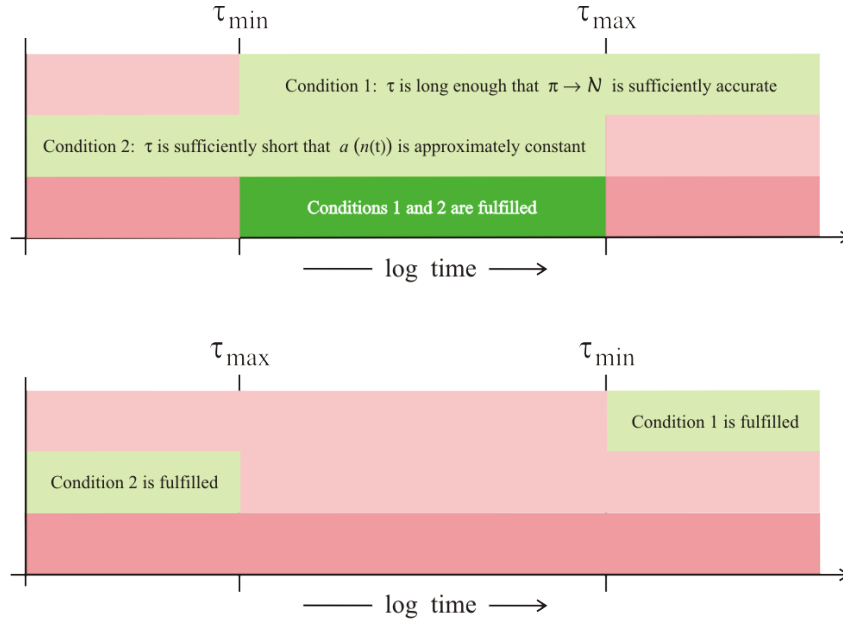 τmin τmax
Condition 1: τ is long enough that π → N is sufficiently accurate
Condition 2: τ is sufficiently short that a (n(t)) is approximately constant
Conditions 1 and 2 are fulfilled
log time
τmax τmin
Condition 1 is fulfilled
Condition 2 is fulfilled
log time